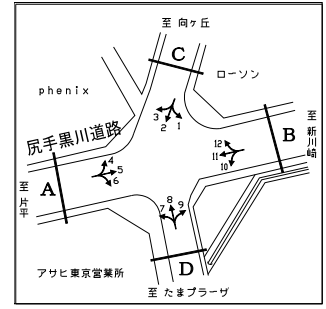 至 向ヶ丘
C
ローソン
phenix
3
2
1
尻手黒川道路
12
11
10
B
至 新川崎
4
5
6
A
至 片平
8
7
9
アサヒ東京営業所
D
至 たまプラーザ